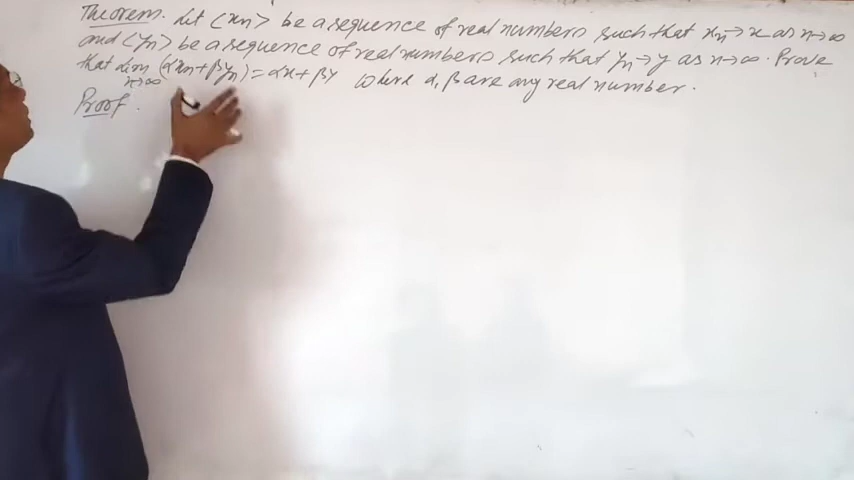 Theorem. Let <xn> be a sequence of real numbers such that xn→x as n→∞
and <yn> be a sequence of real numbers such that yn→y as n→∞. Prove
that lim (αxn+βyn)=αx+βy where α, β are any real number.
n→∞
Proof.